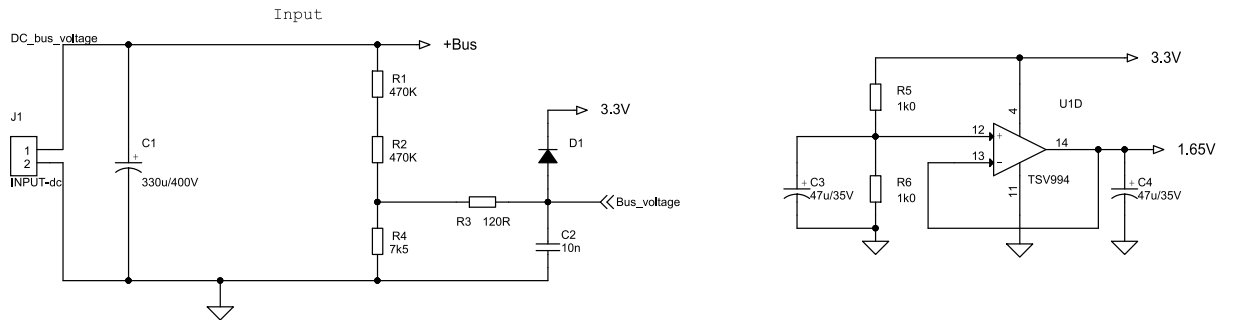 Input
DC_bus_voltage
+Bus
R1
470K
3.3V
J1
1
2
INPUT-dc
C1
+
330u/400V
R2
470K
D1
R3 120R
Bus_voltage
R4
7k5
C2
10n
3.3V
R5
1k0
4
U1D
12
+
14
1.65V
13
-
TSV994
11
C3
+
47u/35V
R6
1k0
C4
+
47u/35V